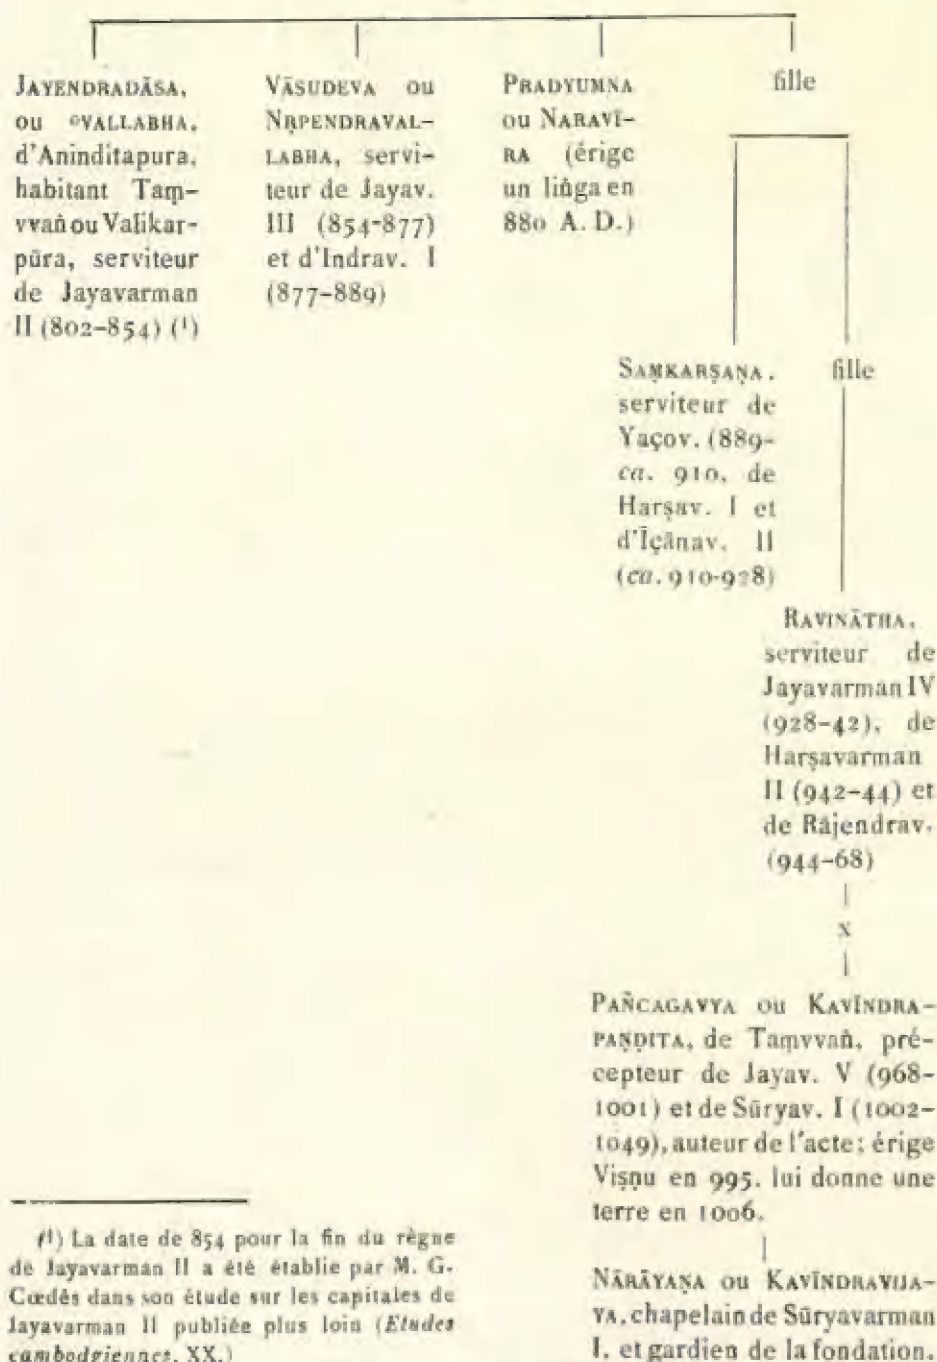 JAYENDRADĀSA,
ou °VALLABHA,
d'Aninditapura,
habitant Taṃ-
vvaṅ ou Valikar-
pūra, serviteur
de Jayavarman
II (802-854) (¹)
VĀSUDEVA ou
NṚPENDRAVAL-
LABHA, servi-
teur de Jayav.
III (854-877)
et d'Indrav. I
(877-889)
PRADYUMNA
ou NARAVĪ-
RA (érige
un liṅga en
880 A. D.)
fille
SAṂKARṢAṆA,
serviteur de
Yaçov. (889-
ca. 910, de
Harṣav. I et
d'Īçānav. II
(ca. 910-928)
fille
RAVINĀTHA,
serviteur de
Jayavarman IV
(928-42), de
Harṣavarman
II (942-44) et
de Rājendrav.
(944-68)
x
PAÑCAGAVYA ou KAVĪNDRA-
PAṆḌITA, de Taṃvvaṅ, pré-
cepteur de Jayav. V (968-
1001) et de Sūryav. I (1002-
1049), auteur de l'acte; érige
Viṣṇu en 995, lui donne une
terre en 1006.
NĀRĀYAṆA ou KAVĪNDRAVIJA-
YA, chapelain de Sūryavarman
I, et gardien de la fondation.
(¹) La date de 854 pour la fin du règne
de Jayavarman II a été établie par M. G.
Cœdès dans son étude sur les capitales de
Jayavarman II publiée plus loin (Etudes
cambodgiennes, XX.)